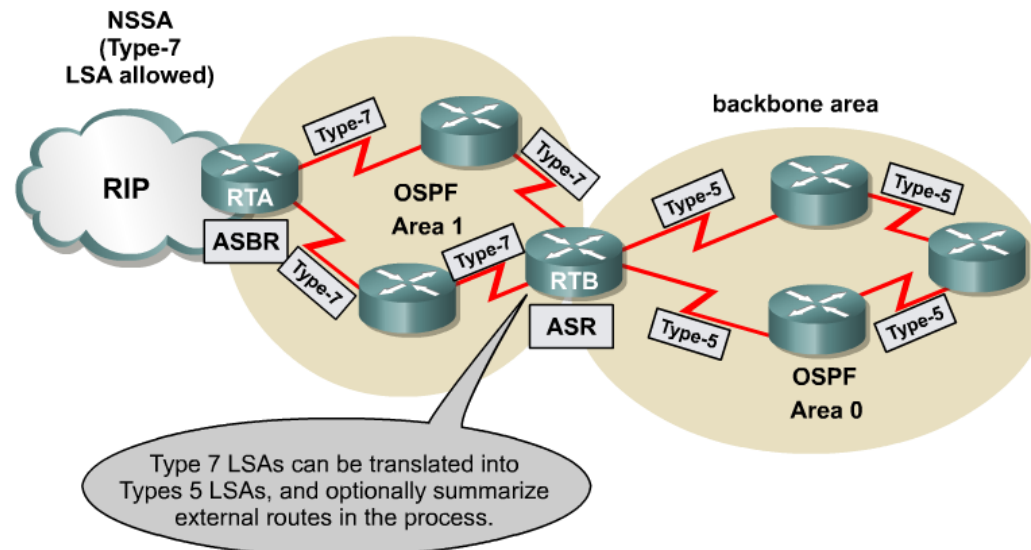 NSSA
(Type-7
LSA allowed)
backbone area
RIP
RTA
ASBR
Type-7
Type-7
OSPF
Area 1
Type-7
Type-7
RTB
ASR
Type-5
Type-5
Type-5
Type-5
OSPF
Area 0
Type 7 LSAs can be translated into
Types 5 LSAs, and optionally summarize
external routes in the process.